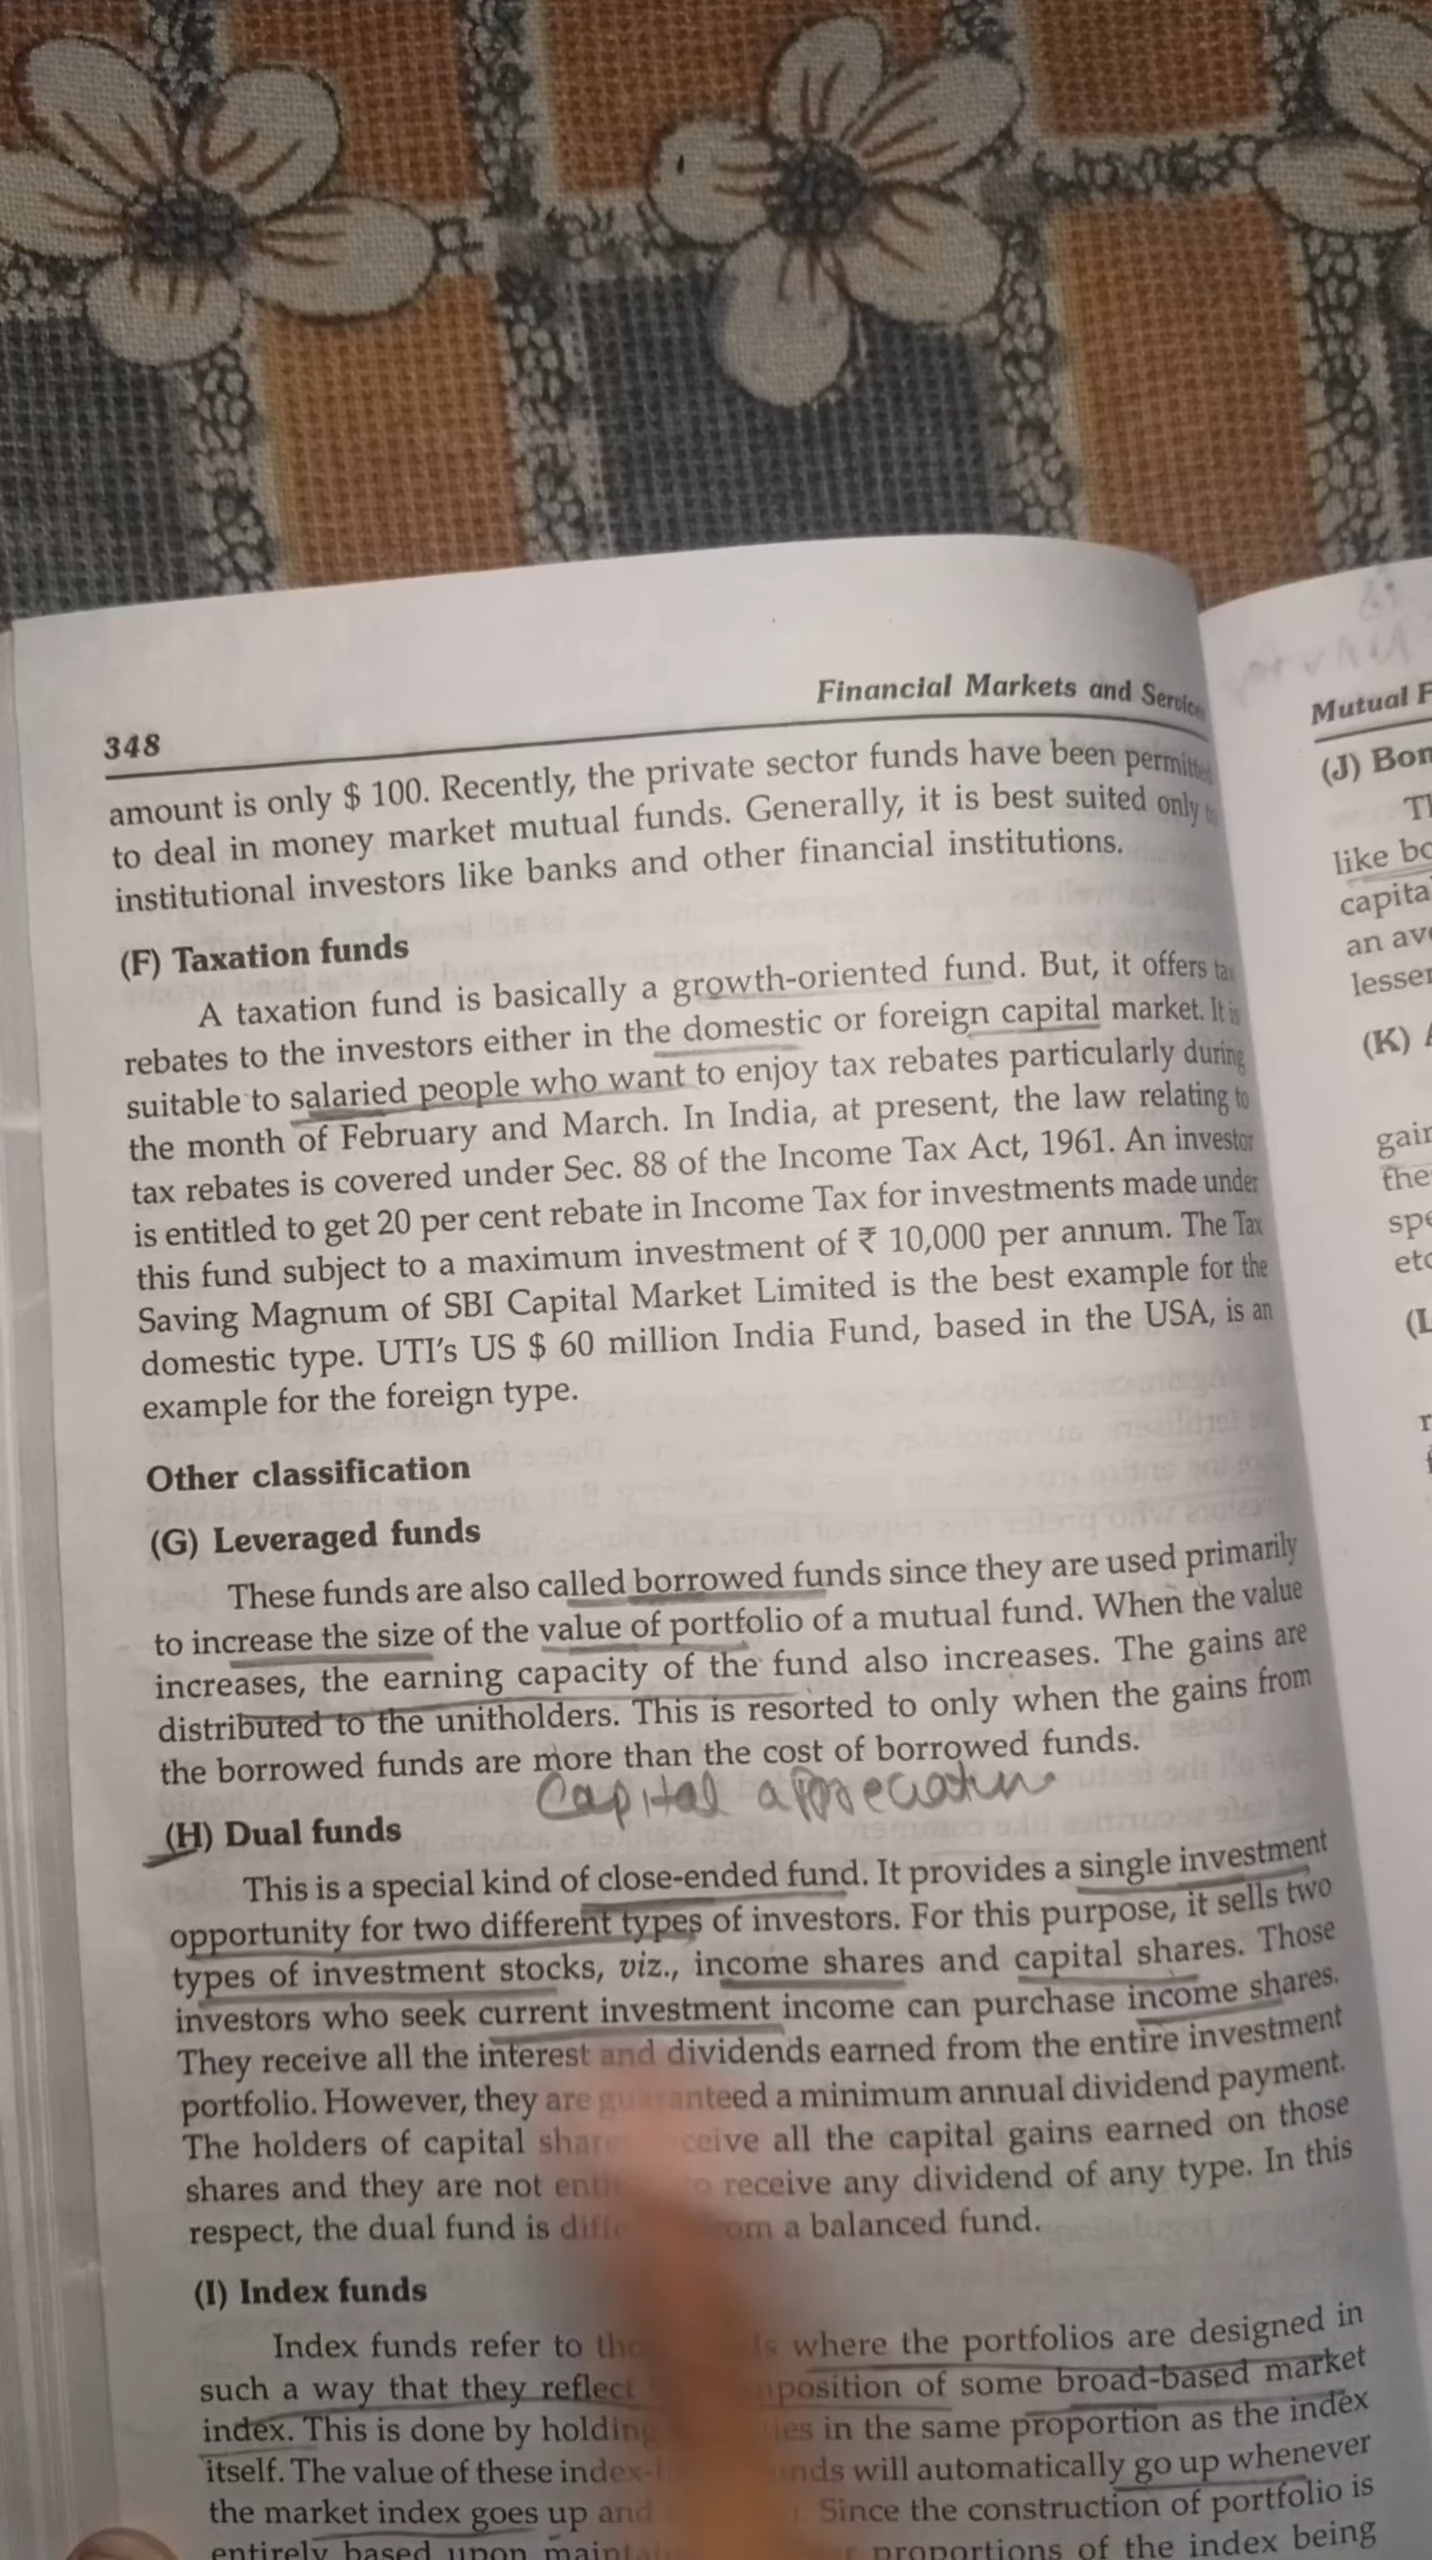 Financial Markets and Services
348
amount is only $ 100. Recently, the private sector funds have been permitted
to deal in money market mutual funds. Generally, it is best suited only to
institutional investors like banks and other financial institutions.
(F) Taxation funds
A taxation fund is basically a growth-oriented fund. But, it offers tax
rebates to the investors either in the domestic or foreign capital market. It is
suitable to salaried people who want to enjoy tax rebates particularly during
the month of February and March. In India, at present, the law relating to
tax rebates is covered under Sec. 88 of the Income Tax Act, 1961. An investor
is entitled to get 20 per cent rebate in Income Tax for investments made under
this fund subject to a maximum investment of ₹ 10,000 per annum. The Tax
Saving Magnum of SBI Capital Market Limited is the best example for the
domestic type. UTI's US $ 60 million India Fund, based in the USA, is an
example for the foreign type.
Other classification
(G) Leveraged funds
These funds are also called borrowed funds since they are used primarily
to increase the size of the value of portfolio of a mutual fund. When the value
increases, the earning capacity of the fund also increases. The gains are
distributed to the unitholders. This is resorted to only when the gains from
the borrowed funds are more than the cost of borrowed funds.
Capital appreciation
(H) Dual funds
This is a special kind of close-ended fund. It provides a single investment
opportunity for two different types of investors. For this purpose, it sells two
types of investment stocks, viz., income shares and capital shares. Those
investors who seek current investment income can purchase income shares.
They receive all the interest and dividends earned from the entire investment
portfolio. However, they are guaranteed a minimum annual dividend payment.
The holders of capital all the capital gains earned on those
shares and they are not receive any dividend of any type. In this
respect, the dual fund is a balanced fund.
(I) Index funds
Index funds refer to where the portfolios are designed in
such a way that they reflect of some broad-based market
index. This is done by holding in the same proportion as the index
itself. The value of these will automatically go up whenever
the market index goes up and Since the construction of portfolio is
entirely based upon proportions of the index being
Mutual
(J)
like
(K)